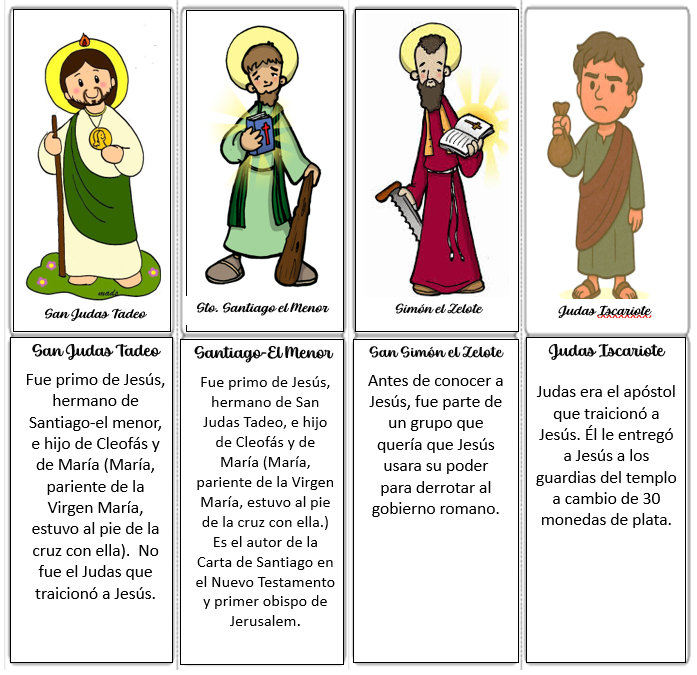 mads
San Judas Tadeo
Sto. Santiago el Menor
Simón el Zelote
Judas Iscariote
San Judas Tadeo
Fue primo de Jesús,
hermano de
Santiago-el menor,
e hijo de Cleofás y
de María (María,
pariente de la
Virgen María,
estuvo al pie de la
cruz con ella).  No
fue el Judas que
traicionó a Jesús.
Santiago-El Menor
Fue primo de Jesús,
hermano de San
Judas Tadeo, e hijo
de Cleofás y de
María (María,
pariente de la Virgen
María, estuvo al pie
de la cruz con ella.)
Es el autor de la
Carta de Santiago en
el Nuevo Testamento
y primer obispo de
Jerusalem.
San Simón el Zelote
Antes de conocer a
Jesús, fue parte de
un grupo que
quería que Jesús
usara su poder
para derrotar al
gobierno romano.
Judas Iscariote
Judas era el apóstol
que traicionó a
Jesús. Él le entregó
a Jesús a los
guardias del templo
a cambio de 30
monedas de plata.